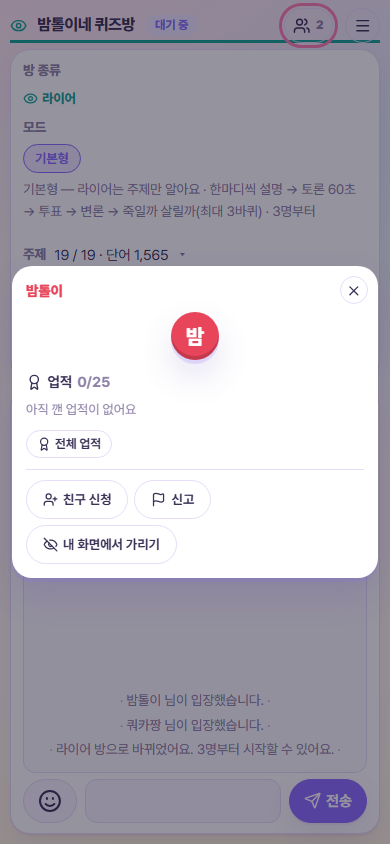 밤톨이네 퀴즈방 대기 중 2
방 종류
라이어
모드
기본형
기본형 — 라이어는 주제만 알아요 · 한마디씩 설명 → 토론 60초
→ 투표 → 변론 → 죽일까 살릴까(최대 3바퀴) · 3명부터
주제 19 / 19 · 단어 1,565
밤톨이
밤
업적 0/25
아직 깬 업적이 없어요
전체 업적
친구 신청 신고
내 화면에서 가리기
· 밤톨이 님이 입장했습니다. ·
· 쿼카짱 님이 입장했습니다. ·
· 라이어 방으로 바뀌었어요. 3명부터 시작할 수 있어요. ·
전송